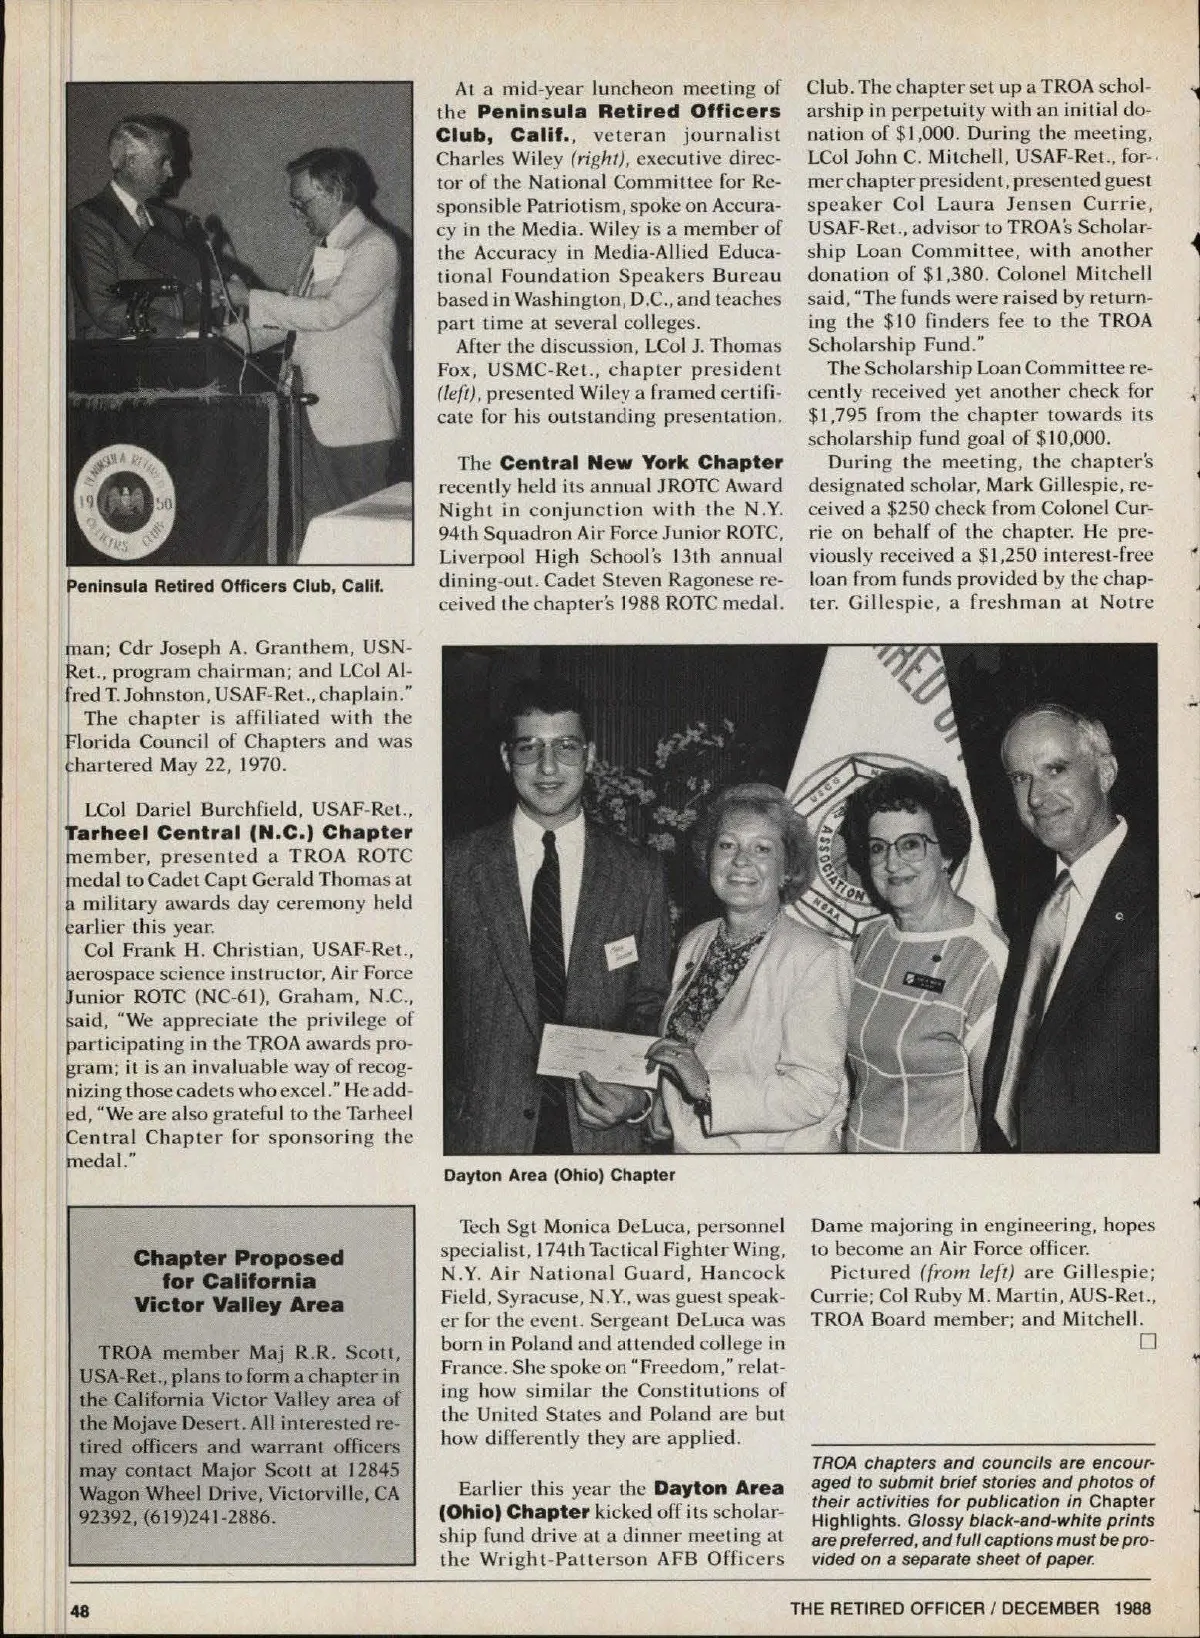 PENINSULA RETIRED
1950
OFFICERS CLUB
Peninsula Retired Officers Club, Calif.
man; Cdr Joseph A. Granthem, USN-
Ret., program chairman; and LCol Al-
fred T. Johnston, USAF-Ret., chaplain."
The chapter is affiliated with the
Florida Council of Chapters and was
chartered May 22, 1970.
LCol Dariel Burchfield, USAF-Ret.,
Tarheel Central (N.C.) Chapter
member, presented a TROA ROTC
medal to Cadet Capt Gerald Thomas at
a military awards day ceremony held
earlier this year.
Col Frank H. Christian, USAF-Ret.,
aerospace science instructor, Air Force
Junior ROTC (NC-61), Graham, N.C.,
said, "We appreciate the privilege of
participating in the TROA awards pro-
gram; it is an invaluable way of recog-
nizing those cadets who excel." He add-
ed, "We are also grateful to the Tarheel
Central Chapter for sponsoring the
medal."
Chapter Proposed
for California
Victor Valley Area
TROA member Maj R.R. Scott,
USA-Ret., plans to form a chapter in
the California Victor Valley area of
the Mojave Desert. All interested re-
tired officers and warrant officers
may contact Major Scott at 12845
Wagon Wheel Drive, Victorville, CA
92392, (619)241-2886.
At a mid-year luncheon meeting of
the Peninsula Retired Officers
Club, Calif., veteran journalist
Charles Wiley (right), executive direc-
tor of the National Committee for Re-
sponsible Patriotism, spoke on Accura-
cy in the Media. Wiley is a member of
the Accuracy in Media-Allied Educa-
tional Foundation Speakers Bureau
based in Washington, D.C., and teaches
part time at several colleges.
After the discussion, LCol J. Thomas
Fox, USMC-Ret., chapter president
(left), presented Wiley a framed certifi-
cate for his outstanding presentation.
The Central New York Chapter
recently held its annual JROTC Award
Night in conjunction with the N.Y.
94th Squadron Air Force Junior ROTC,
Liverpool High School's 13th annual
dining-out. Cadet Steven Ragonese re-
ceived the chapter's 1988 ROTC medal.
Tech Sgt Monica DeLuca, personnel
specialist, 174th Tactical Fighter Wing,
N.Y. Air National Guard, Hancock
Field, Syracuse, N.Y., was guest speak-
er for the event. Sergeant DeLuca was
born in Poland and attended college in
France. She spoke on "Freedom," relat-
ing how similar the Constitutions of
the United States and Poland are but
how differently they are applied.
Earlier this year the Dayton Area
(Ohio) Chapter kicked off its scholar-
ship fund drive at a dinner meeting at
the Wright-Patterson AFB Officers
Club. The chapter set up a TROA schol-
arship in perpetuity with an initial do-
nation of $1,000. During the meeting,
LCol John C. Mitchell, USAF-Ret., for-
mer chapter president, presented guest
speaker Col Laura Jensen Currie,
USAF-Ret., advisor to TROA's Scholar-
ship Loan Committee, with another
donation of $1,380. Colonel Mitchell
said, "The funds were raised by return-
ing the $10 finders fee to the TROA
Scholarship Fund."
The Scholarship Loan Committee re-
cently received yet another check for
$1,795 from the chapter towards its
scholarship fund goal of $10,000.
During the meeting, the chapter's
designated scholar, Mark Gillespie, re-
ceived a $250 check from Colonel Cur-
rie on behalf of the chapter. He pre-
viously received a $1,250 interest-free
loan from funds provided by the chap-
ter. Gillespie, a freshman at Notre
RED O
USCG
ASSOCIATION
NOAA
Dayton Area (Ohio) Chapter
Dame majoring in engineering, hopes
to become an Air Force officer.
Pictured (from left) are Gillespie;
Currie; Col Ruby M. Martin, AUS-Ret.,
TROA Board member; and Mitchell.
TROA chapters and councils are encour-
aged to submit brief stories and photos of
their activities for publication in Chapter
Highlights. Glossy black-and-white prints
are preferred, and full captions must be pro-
vided on a separate sheet of paper.
48
THE RETIRED OFFICER / DECEMBER 1988